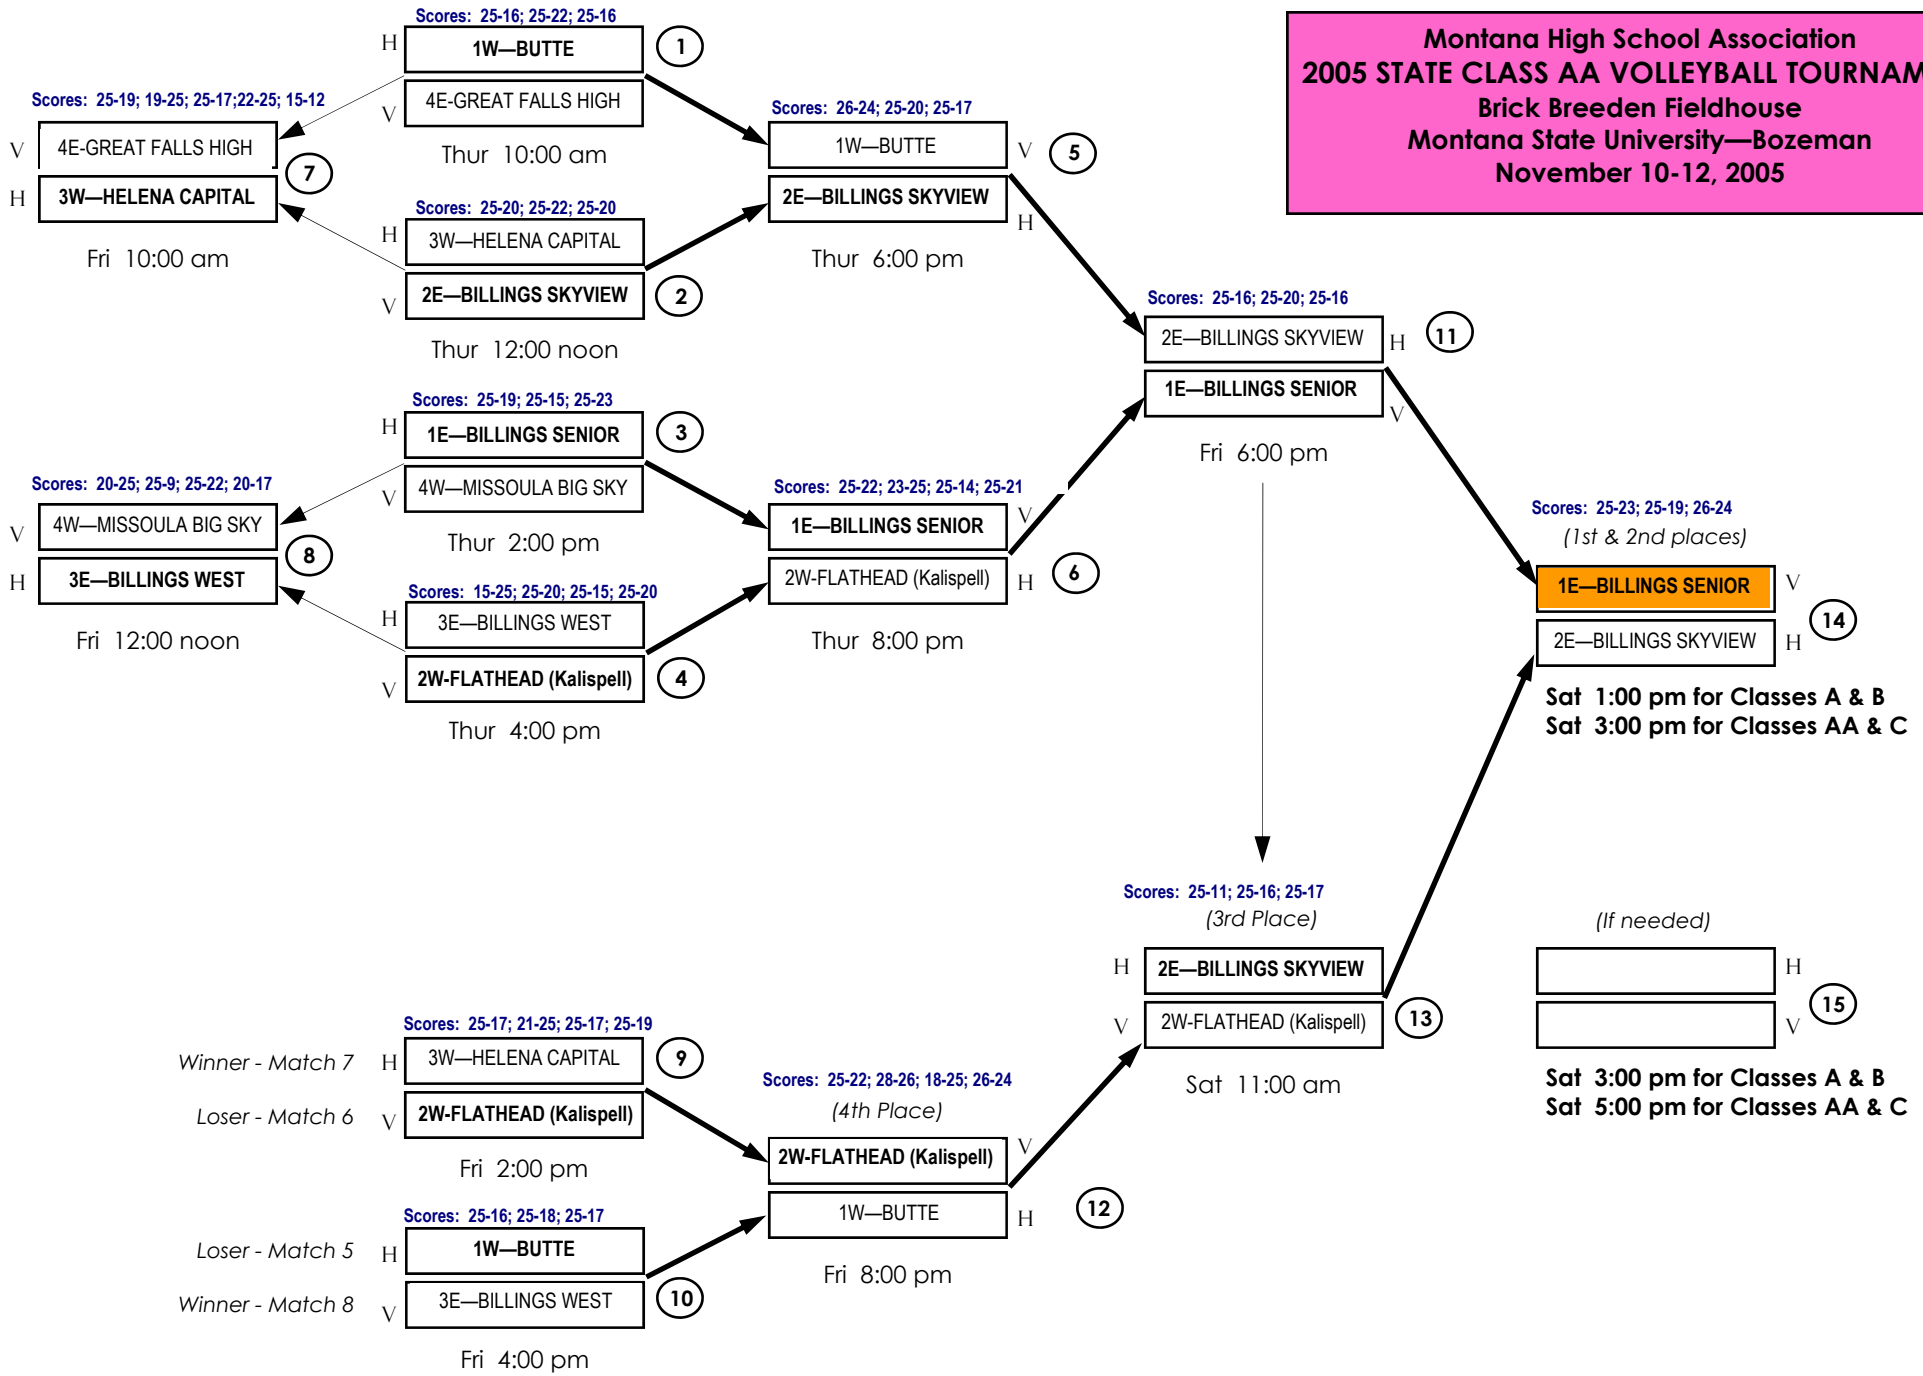 Montana High School Association
2005 STATE CLASS AA VOLLEYBALL TOURNAM
Brick Breeden Fieldhouse
Montana State University—Bozeman
November 10-12, 2005
Scores: 25-19; 19-25; 25-17;22-25; 15-12
V 4E-GREAT FALLS HIGH
7
H 3W—HELENA CAPITAL
Fri 10:00 am
Scores: 20-25; 25-9; 25-22; 20-17
V 4W—MISSOULA BIG SKY
8
H 3E—BILLINGS WEST
Fri 12:00 noon
Scores: 25-16; 25-22; 25-16
H 1W—BUTTE 1
V 4E-GREAT FALLS HIGH
Thur 10:00 am
Scores: 25-20; 25-22; 25-20
H 3W—HELENA CAPITAL
V 2E—BILLINGS SKYVIEW 2
Thur 12:00 noon
Scores: 25-19; 25-15; 25-23
H 1E—BILLINGS SENIOR 3
V 4W—MISSOULA BIG SKY
Thur 2:00 pm
Scores: 15-25; 25-20; 25-15; 25-20
H 3E—BILLINGS WEST
V 2W-FLATHEAD (Kalispell) 4
Thur 4:00 pm
Scores: 26-24; 25-20; 25-17
1W—BUTTE V 5
2E—BILLINGS SKYVIEW H
Thur 6:00 pm
Scores: 25-22; 23-25; 25-14; 25-21
1E—BILLINGS SENIOR V
2W-FLATHEAD (Kalispell) H 6
Thur 8:00 pm
Scores: 25-16; 25-20; 25-16
2E—BILLINGS SKYVIEW H 11
1E—BILLINGS SENIOR V
Fri 6:00 pm
Scores: 25-23; 25-19; 26-24
(1st & 2nd places)
1E—BILLINGS SENIOR V
14
2E—BILLINGS SKYVIEW H
Sat 1:00 pm for Classes A & B
Sat 3:00 pm for Classes AA & C
Scores: 25-17; 21-25; 25-17; 25-19
Winner - Match 7 H 3W—HELENA CAPITAL 9
Loser - Match 6 V 2W-FLATHEAD (Kalispell)
Fri 2:00 pm
Scores: 25-16; 25-18; 25-17
Loser - Match 5 H 1W—BUTTE
Winner - Match 8 V 3E—BILLINGS WEST 10
Fri 4:00 pm
Scores: 25-22; 28-26; 18-25; 26-24
(4th Place)
2W-FLATHEAD (Kalispell) V
1W—BUTTE H 12
Fri 8:00 pm
Scores: 25-11; 25-16; 25-17
(3rd Place)
H 2E—BILLINGS SKYVIEW
V 2W-FLATHEAD (Kalispell) 13
Sat 11:00 am
(If needed)
H
15
V
Sat 3:00 pm for Classes A & B
Sat 5:00 pm for Classes AA & C